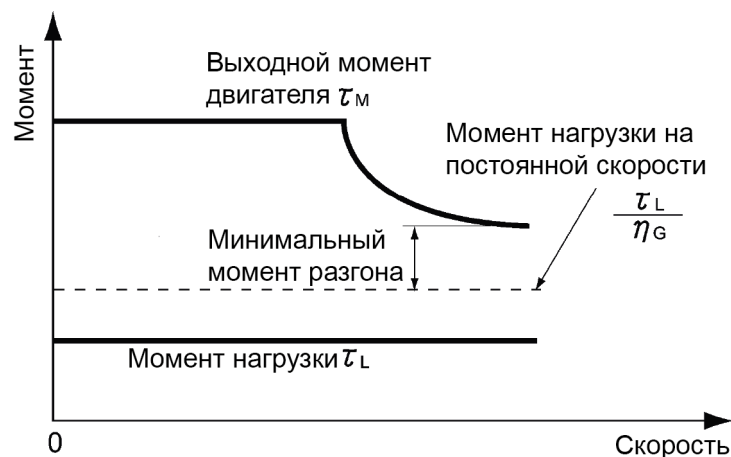 Момент
Выходной момент
двигателя τM
Момент нагрузки на
постоянной скорости
τL
ηG
Минимальный
момент разгона
Момент нагрузки τL
0
Скорость